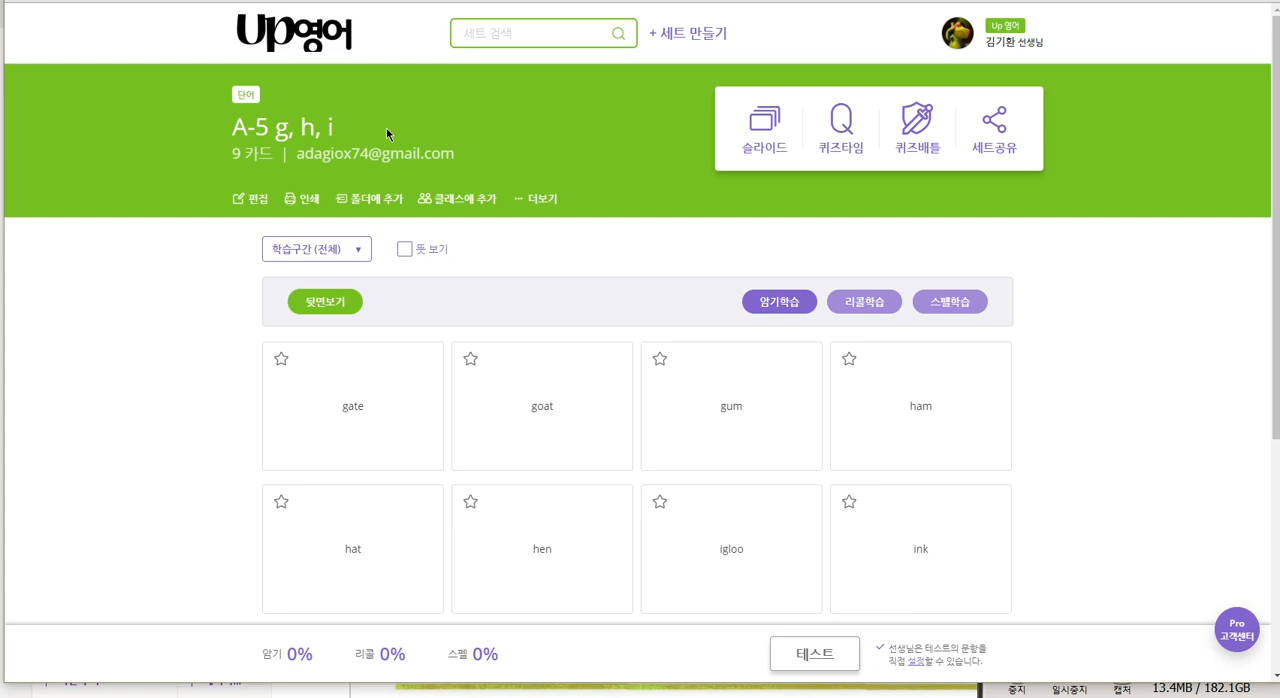 Up영어
세트 검색
+ 세트 만들기
Up 영어
김기환 선생님
단어
A-5 g, h, i
9 카드 | adagiox74@gmail.com
슬라이드
퀴즈타임
퀴즈배틀
세트공유
편집
인쇄
폴더에 추가
클래스에 추가
··· 더보기
학습구간 (전체) ▼
뜻 보기
뒷면보기
암기학습
리콜학습
스펠학습
gate
goat
gum
ham
hat
hen
igloo
ink
암기 0%
리콜 0%
스펠 0%
테스트
선생님은 테스트의 문항을
직접 설정할 수 있습니다.
Pro
고객센터
중지
일시중지
캡처
13.4MB / 182.1GB